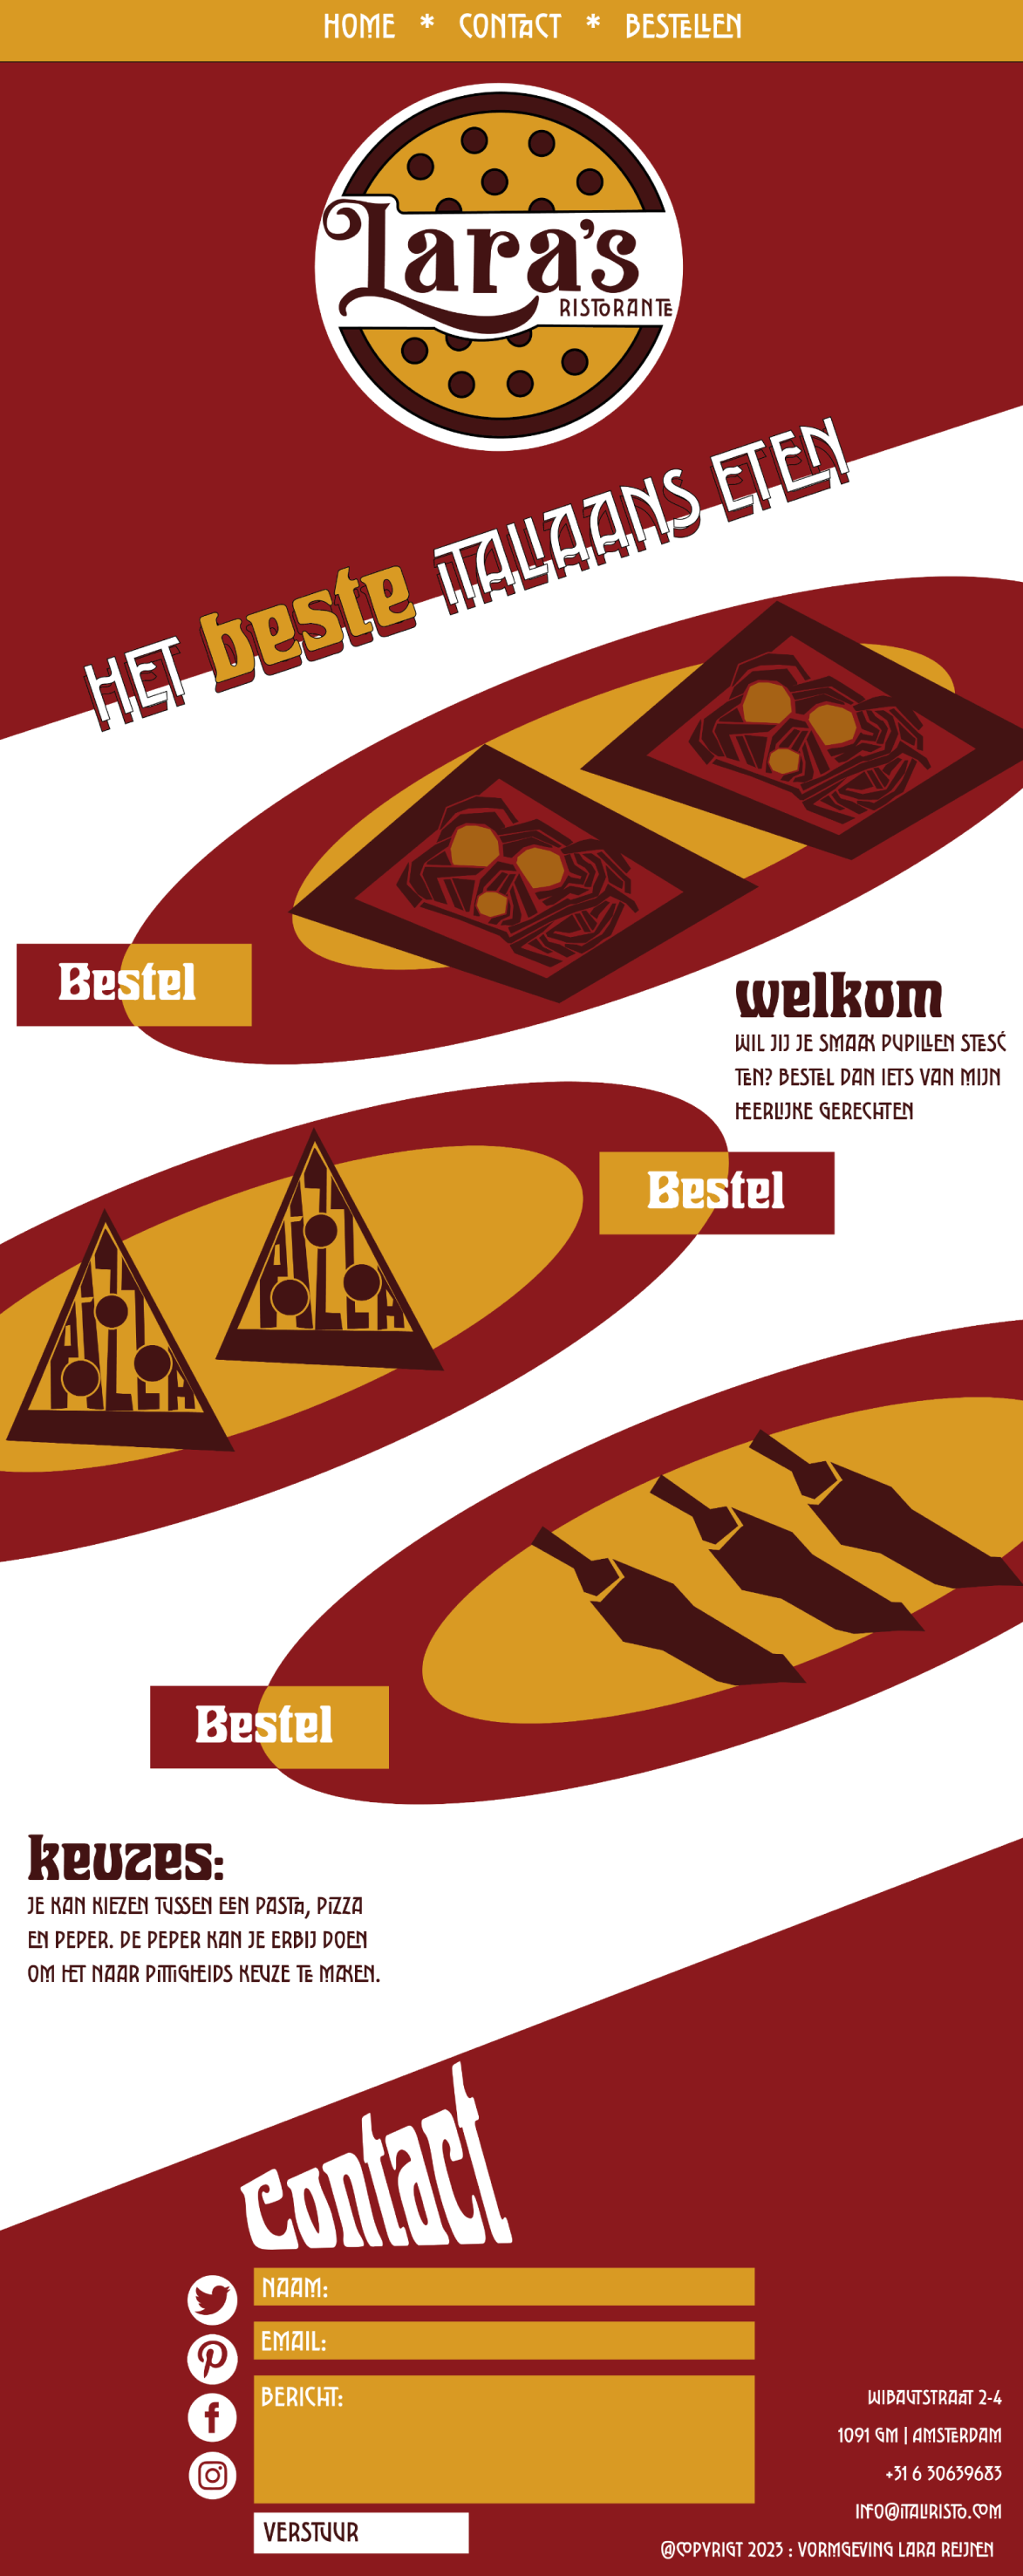 HOME * CONTACT * BESTELLEN
Lara's
RISTORANTE
HET beste ITALIAANS ETEN
Bestel
welkom
WIL JIJ JE SMAAK PUPILLEN STESĆ
TEN? BESTEL DAN IETS VAN MIJN
HEERLIJKE GERECHTEN
Bestel
PIZZA
PIZZA
Bestel
keuzes:
JE KAN KIEZEN TUSSEN EEN PASTA, PIZZA
EN PEPER. DE PEPER KAN JE ERBIJ DOEN
OM HET NAAR PITTIGHEIDS KEUZE TE MAKEN.
contact
NAAM:
EMAIL:
BERICHT:
VERSTUUR
WIBAUTSTRAAT 2-4
1091 GM | AMSTERDAM
+31 6 30639683
INFO@ITALIRISTO.COM
@COPYRIGT 2023 : VORMGEVING LARA REIJNEN